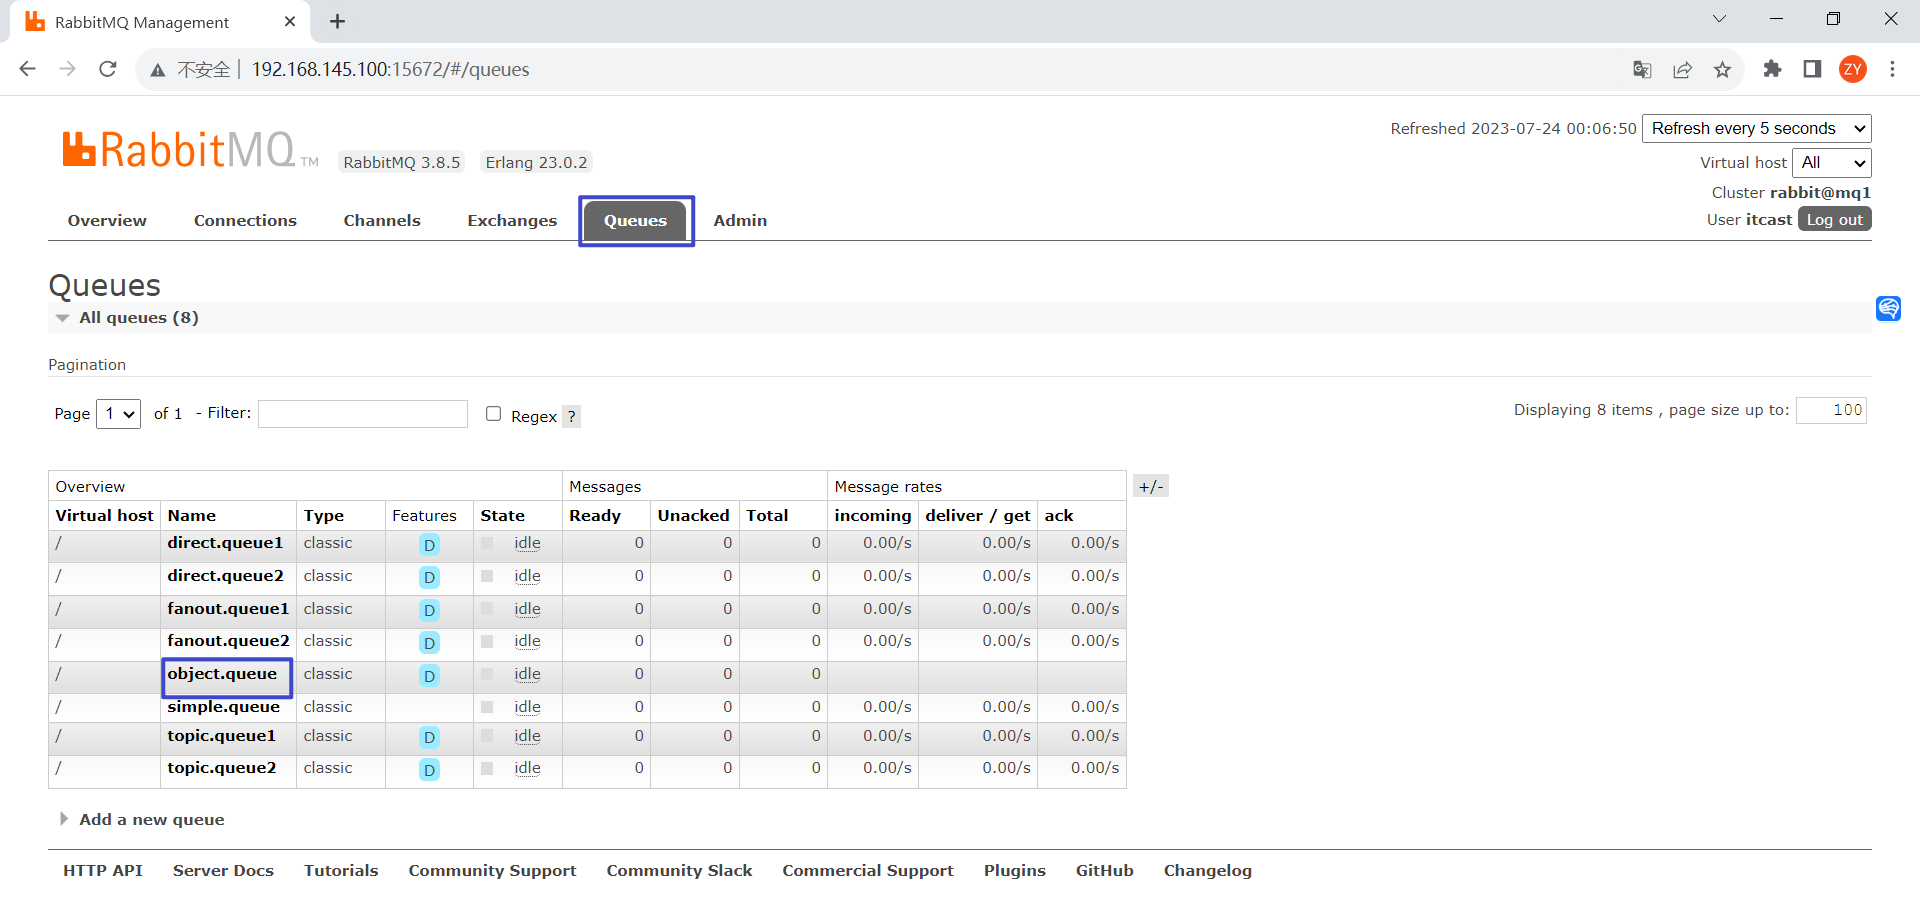 RabbitMQ Management
不安全 192.168.145.100:15672/#/queues
ZY
RabbitMQ TM RabbitMQ 3.8.5 Erlang 23.0.2
Refreshed 2023-07-24 00:06:50 Refresh every 5 seconds
Virtual host All
Cluster rabbit@mq1
User itcast Log out
Overview Connections Channels Exchanges Queues Admin
Queues
All queues (8)
Pagination
Page 1 of 1 - Filter: Regex ? Displaying 8 items , page size up to: 100
Overview Messages Message rates +/-
Virtual host Name Type Features State Ready Unacked Total incoming deliver / get ack
/ direct.queue1 classic D idle 0 0 0 0.00/s 0.00/s 0.00/s
/ direct.queue2 classic D idle 0 0 0 0.00/s 0.00/s 0.00/s
/ fanout.queue1 classic D idle 0 0 0 0.00/s 0.00/s 0.00/s
/ fanout.queue2 classic D idle 0 0 0 0.00/s 0.00/s 0.00/s
/ object.queue classic D idle 0 0 0
/ simple.queue classic idle 0 0 0 0.00/s 0.00/s 0.00/s
/ topic.queue1 classic D idle 0 0 0 0.00/s 0.00/s 0.00/s
/ topic.queue2 classic D idle 0 0 0 0.00/s 0.00/s 0.00/s
Add a new queue
HTTP API Server Docs Tutorials Community Support Community Slack Commercial Support Plugins GitHub Changelog